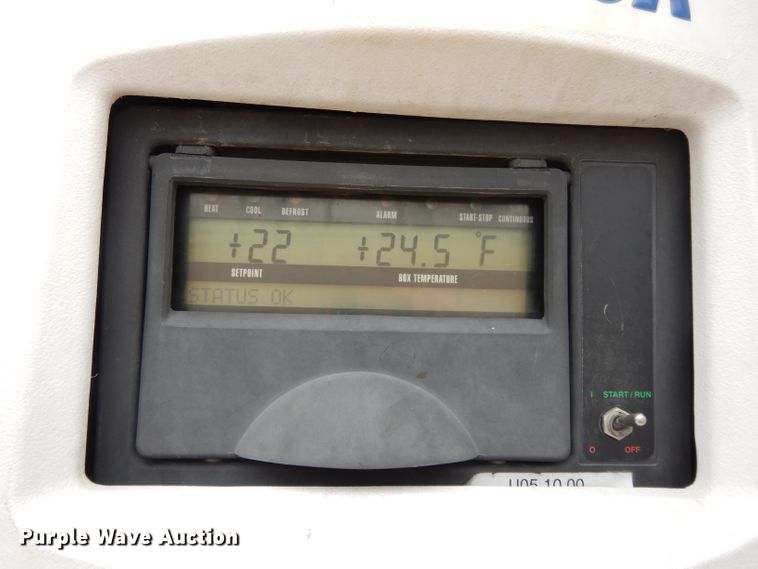 HEAT COOL DEFROST ALARM START-STOP CONTINUOUS
+22 +24.5 °F
SETPOINT BOX TEMPERATURE
STATUS OK
I START/RUN
O OFF
U05.10.00
Purple Wave Auction